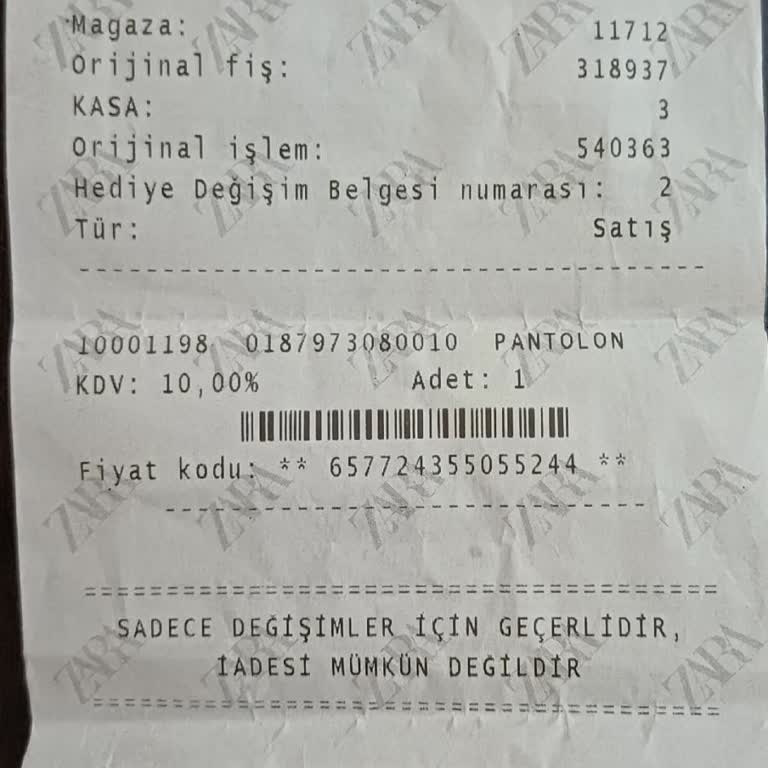 Magaza: 11712
Orijinal fiş: 318937
KASA: 3
Orijinal işlem: 540363
Hediye Değişim Belgesi numarası: 2
Tür: Satış
10001198 0187973080010 PANTOLON
KDV: 10,00% Adet: 1
Fiyat kodu: ** 657724355055244 **
SADECE DEĞİŞİMLER İÇİN GEÇERLİDİR,
İADESİ MÜMKÜN DEĞİLDİR